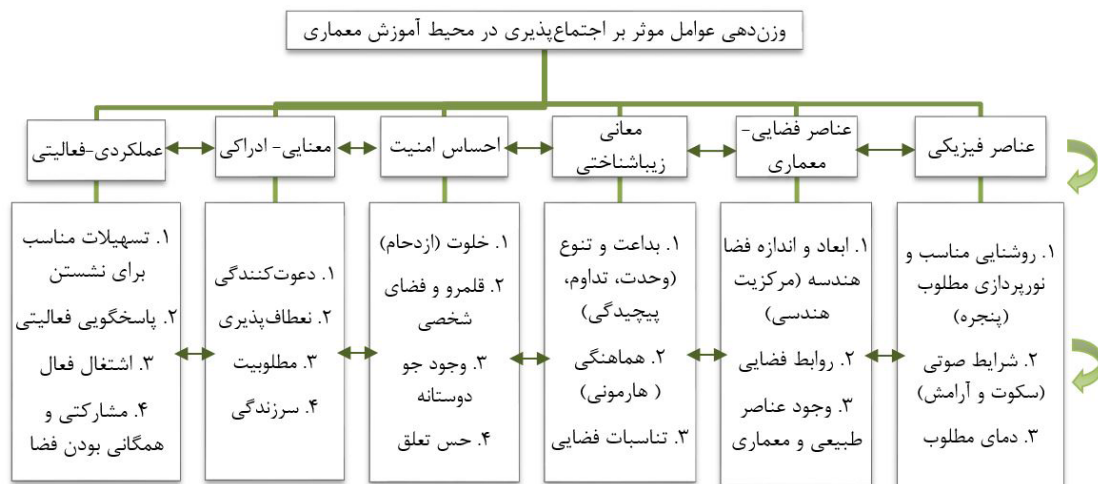 وزن‌دهی عوامل موثر بر اجتماع‌پذیری در محیط آموزش معماری
عناصر فیزیکی
عناصر فضایی-
معماری
معانی
زیباشناختی
احساس امنیت
معنایی- ادراکی
عملکردی-فعالیتی
۱. روشنایی مناسب و
نورپردازی مطلوب
(پنجره)
۲. شرایط صوتی
(سکوت و آرامش)
۳. دمای مطلوب
۱. ابعاد و اندازه فضا
هندسه (مرکزیت
هندسی)
۲. روابط فضایی
۳. وجود عناصر
طبیعی و معماری
۱. بداعت و تنوع
(وحدت، تداوم،
پیچیدگی)
۲. هماهنگی
( هارمونی)
۳. تناسبات فضایی
۱. خلوت (ازدحام)
۲. قلمرو و فضای
شخصی
۳. وجود جو
دوستانه
۴. حس تعلق
۱. دعوت‌کنندگی
۲. نعطاف‌پذیری
۳. مطلوبیت
۴. سرزندگی
۱. تسهیلات مناسب
برای نشستن
۲. پاسخگویی فعالیتی
۳. اشتغال فعال
۴. مشارکتی و
همگانی بودن فضا